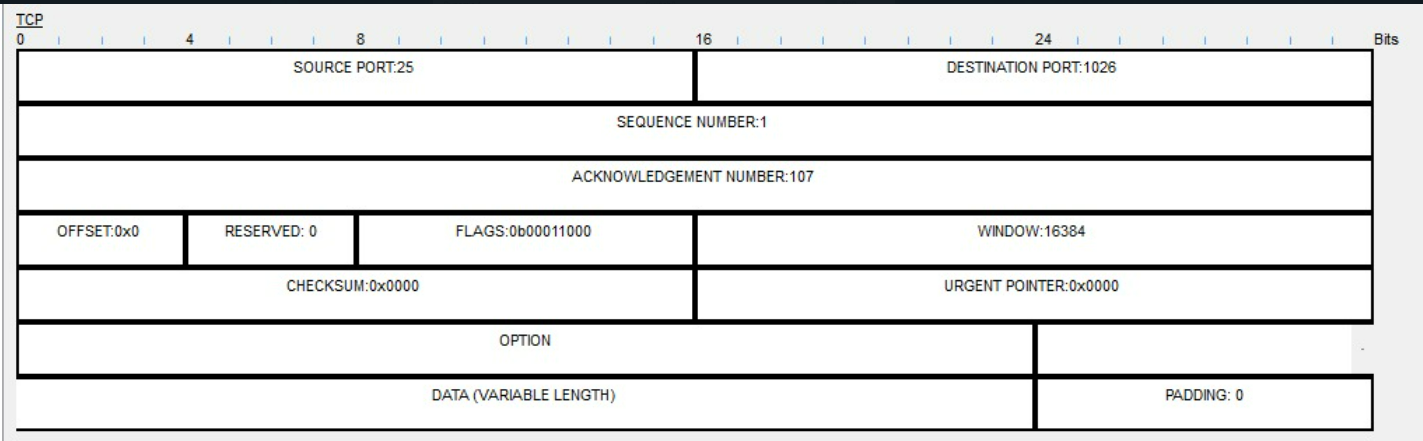 TCP
0 4 8 16 24 Bits
SOURCE PORT:25 DESTINATION PORT:1026
SEQUENCE NUMBER:1
ACKNOWLEDGEMENT NUMBER:107
OFFSET:0x0 RESERVED: 0 FLAGS:0b00011000 WINDOW:16384
CHECKSUM:0x0000 URGENT POINTER:0x0000
OPTION
DATA (VARIABLE LENGTH) PADDING: 0